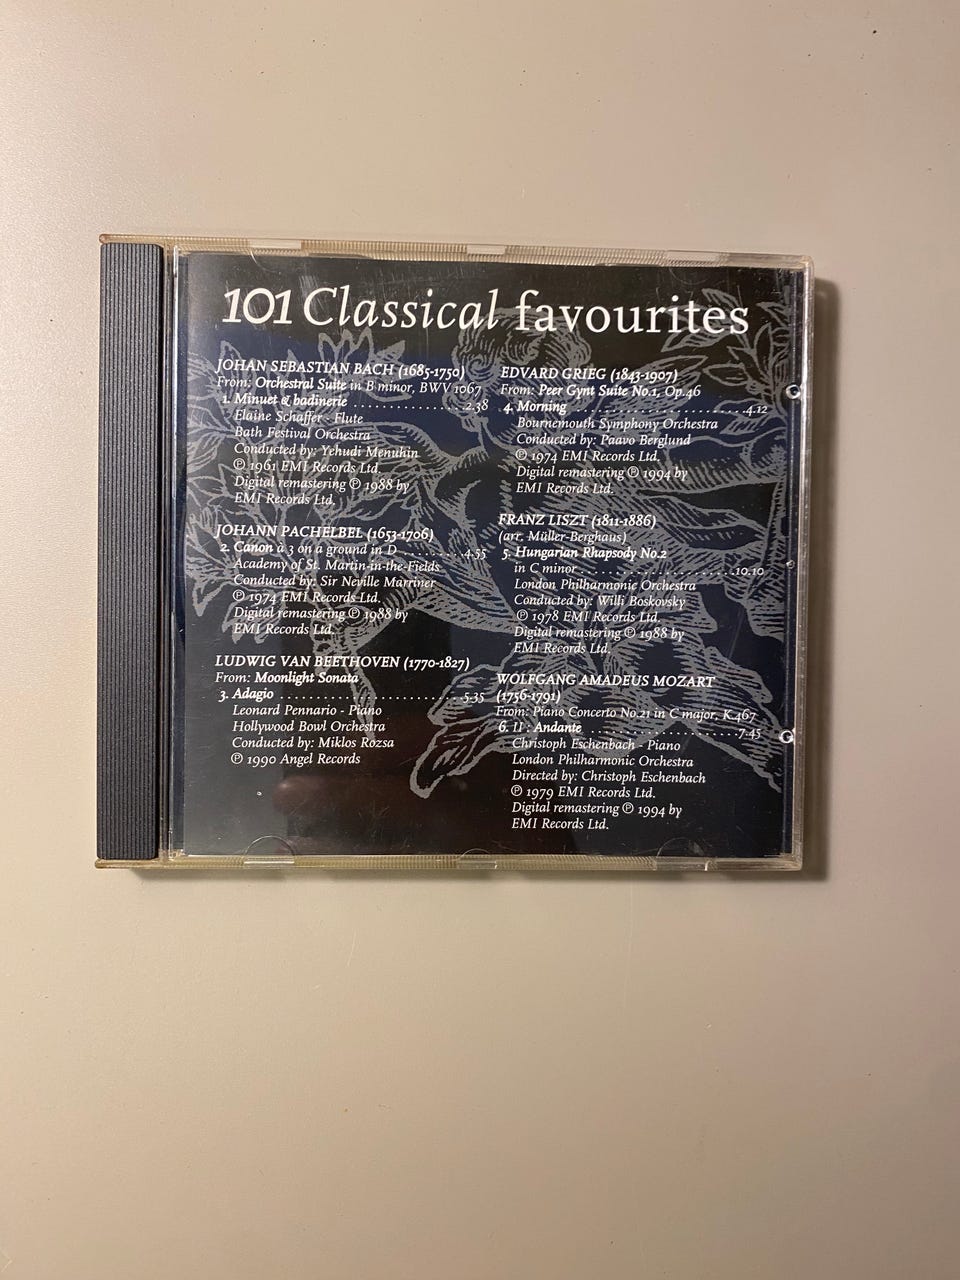 101 Classical favourites
JOHAN SEBASTIAN BACH (1685-1750)
From: Orchestral Suite in B minor, BWV 1067
1. Minuet & badinerie ....................2.38
Elaine Schaffer - Flute
Bath Festival Orchestra
Conducted by: Yehudi Menuhin
℗ 1961 EMI Records Ltd.
Digital remastering ℗ 1988 by
EMI Records Ltd.
JOHANN PACHELBEL (1653-1706)
2. Canon à 3 on a ground in D ..........4.55
Academy of St. Martin-in-the-Fields
Conducted by: Sir Neville Marriner
℗ 1974 EMI Records Ltd.
Digital remastering ℗ 1988 by
EMI Records Ltd.
LUDWIG VAN BEETHOVEN (1770-1827)
From: Moonlight Sonata
3. Adagio ..............................5.35
Leonard Pennario - Piano
Hollywood Bowl Orchestra
Conducted by: Miklos Rozsa
℗ 1990 Angel Records
EDVARD GRIEG (1843-1907)
From: Peer Gynt Suite No.1, Op.46
4. Morning ..............................4.12
Bournemouth Symphony Orchestra
Conducted by: Paavo Berglund
℗ 1974 EMI Records Ltd.
Digital remastering ℗ 1994 by
EMI Records Ltd.
FRANZ LISZT (1811-1886)
(arr. Müller-Berghaus)
5. Hungarian Rhapsody No.2
in C minor ..........................10.10
London Philharmonic Orchestra
Conducted by: Willi Boskovsky
℗ 1978 EMI Records Ltd.
Digital remastering ℗ 1988 by
EMI Records Ltd.
WOLFGANG AMADEUS MOZART
(1756-1791)
From: Piano Concerto No.21 in C major, K.467
6. II : Andante ........................7.45
Christoph Eschenbach - Piano
London Philharmonic Orchestra
Directed by: Christoph Eschenbach
℗ 1979 EMI Records Ltd.
Digital remastering ℗ 1994 by
EMI Records Ltd.